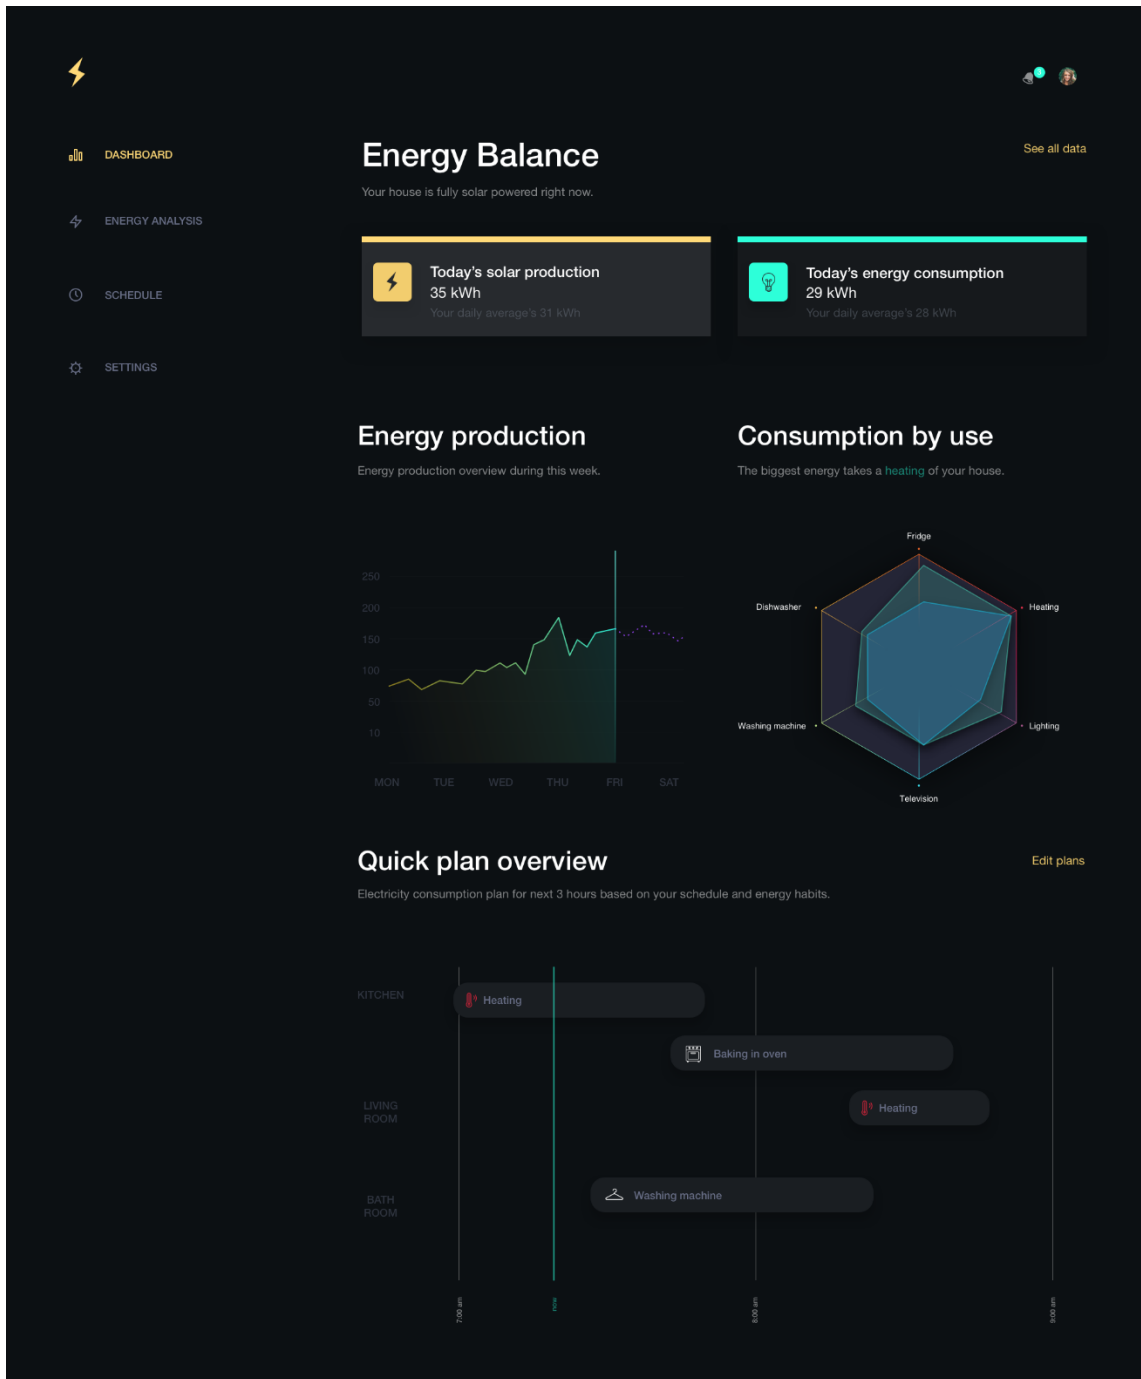 3
DASHBOARD
ENERGY ANALYSIS
SCHEDULE
SETTINGS
Energy Balance
See all data
Your house is fully solar powered right now.
Today's solar production
35 kWh
Your daily average's 31 kWh
Today's energy consumption
29 kWh
Your daily average's 28 kWh
Energy production
Energy production overview during this week.
250
200
150
100
50
10
MON TUE WED THU FRI SAT
Consumption by use
The biggest energy takes a heating of your house.
Fridge
Dishwasher
Heating
Washing machine
Lighting
Television
Quick plan overview
Edit plans
Electricity consumption plan for next 3 hours based on your schedule and energy habits.
KITCHEN
Heating
Baking in oven
LIVING
ROOM
Heating
BATH
ROOM
Washing machine
7:00 am
now
8:00 am
9:00 am